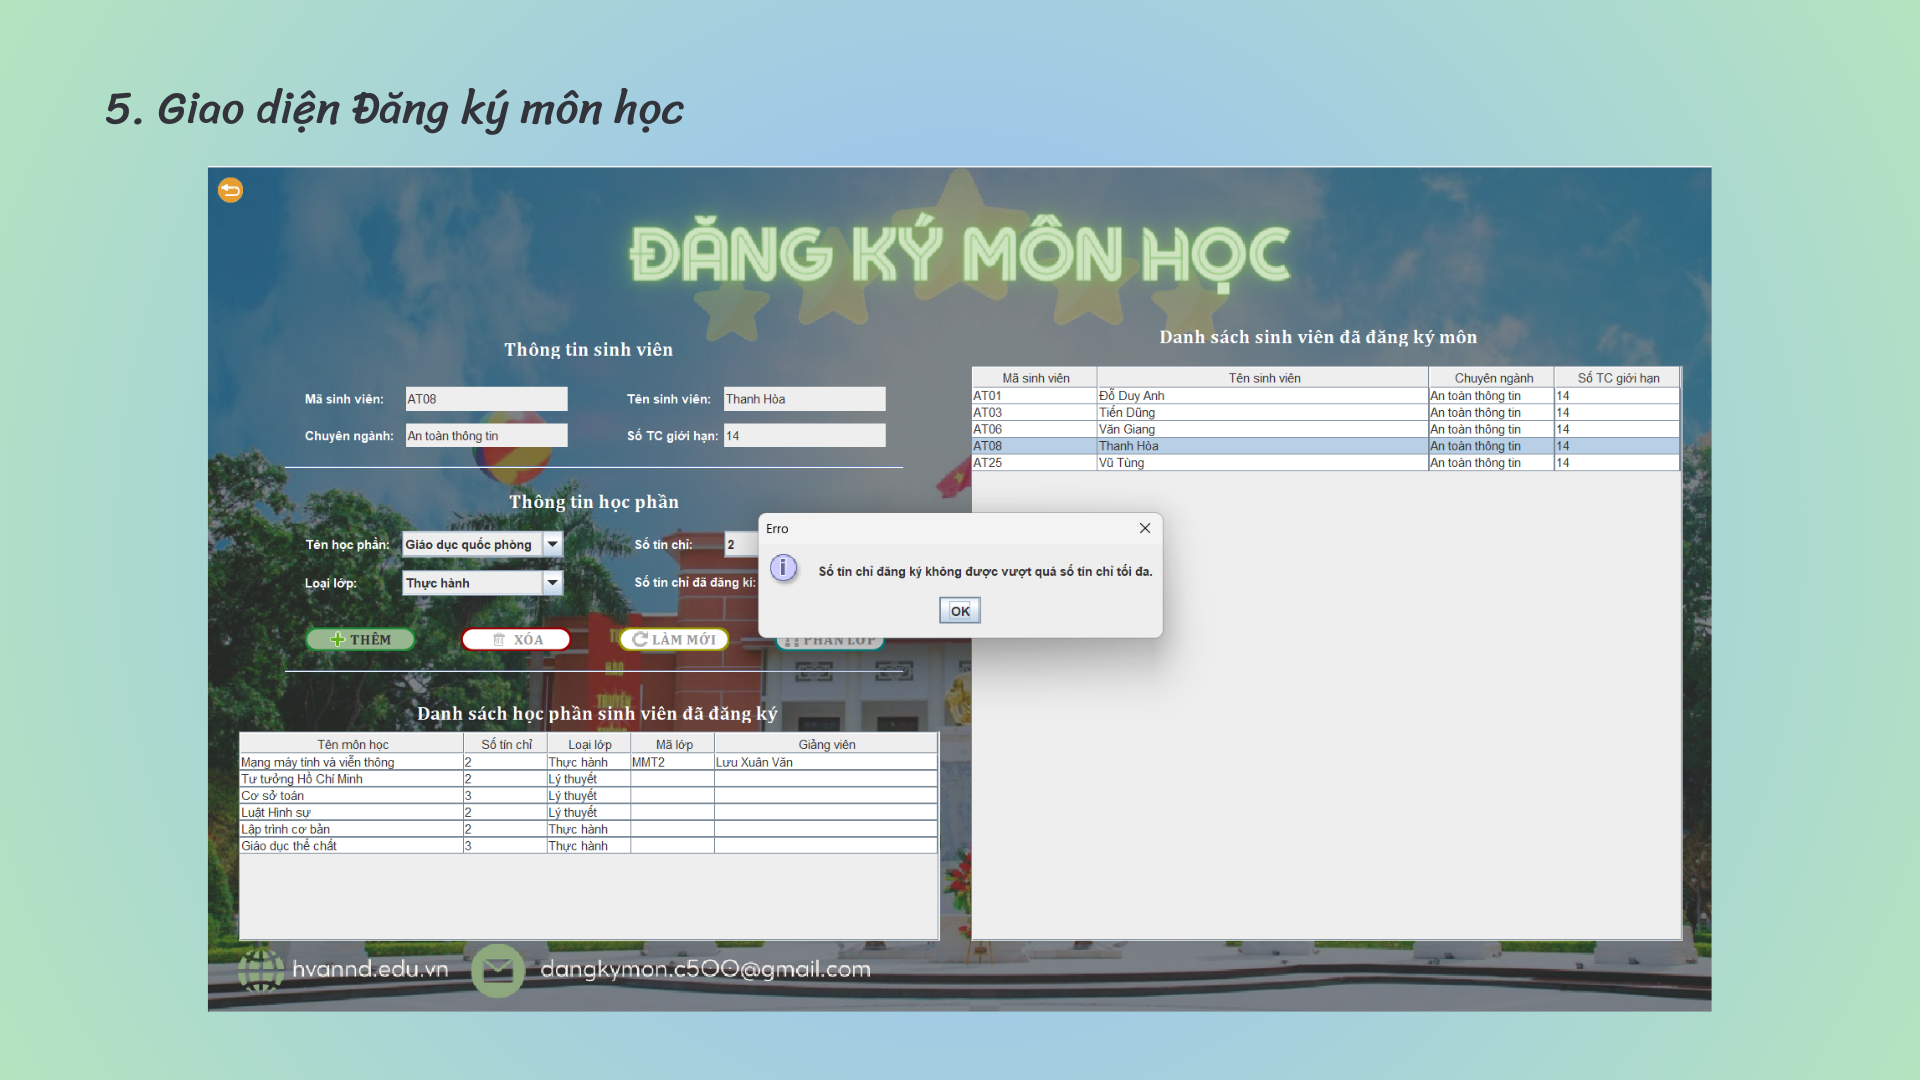 5. Giao diện Đăng ký môn học
ĐĂNG KÝ MÔN HỌC
Thông tin sinh viên
Mã sinh viên: AT08 Tên sinh viên: Thanh Hòa
Chuyên ngành: An toàn thông tin Số TC giới hạn: 14
Thông tin học phần
Tên học phần: Giáo dục quốc phòng Số tín chỉ: 2
Loại lớp: Thực hành Số tín chỉ đã đăng kí:
THÊM XÓA LÀM MỚI PHÂN LỚP
Danh sách học phần sinh viên đã đăng ký
Tên môn học Số tín chỉ Loại lớp Mã lớp Giảng viên
Mạng máy tính và viễn thông 2 Thực hành MMT2 Lưu Xuân Văn
Tư tưởng Hồ Chí Minh 2 Lý thuyết
Cơ sở toán 3 Lý thuyết
Luật Hình sự 2 Lý thuyết
Lập trình cơ bản 2 Thực hành
Giáo dục thể chất 3 Thực hành
Danh sách sinh viên đã đăng ký môn
Mã sinh viên Tên sinh viên Chuyên ngành Số TC giới hạn
AT01 Đỗ Duy Anh An toàn thông tin 14
AT03 Tiến Dũng An toàn thông tin 14
AT06 Văn Giang An toàn thông tin 14
AT08 Thanh Hòa An toàn thông tin 14
AT25 Vũ Tùng An toàn thông tin 14
Erro
Số tín chỉ đăng ký không được vượt quá số tín chỉ tối đa.
OK
hvannd.edu.vn dangkymon.c500@gmail.com